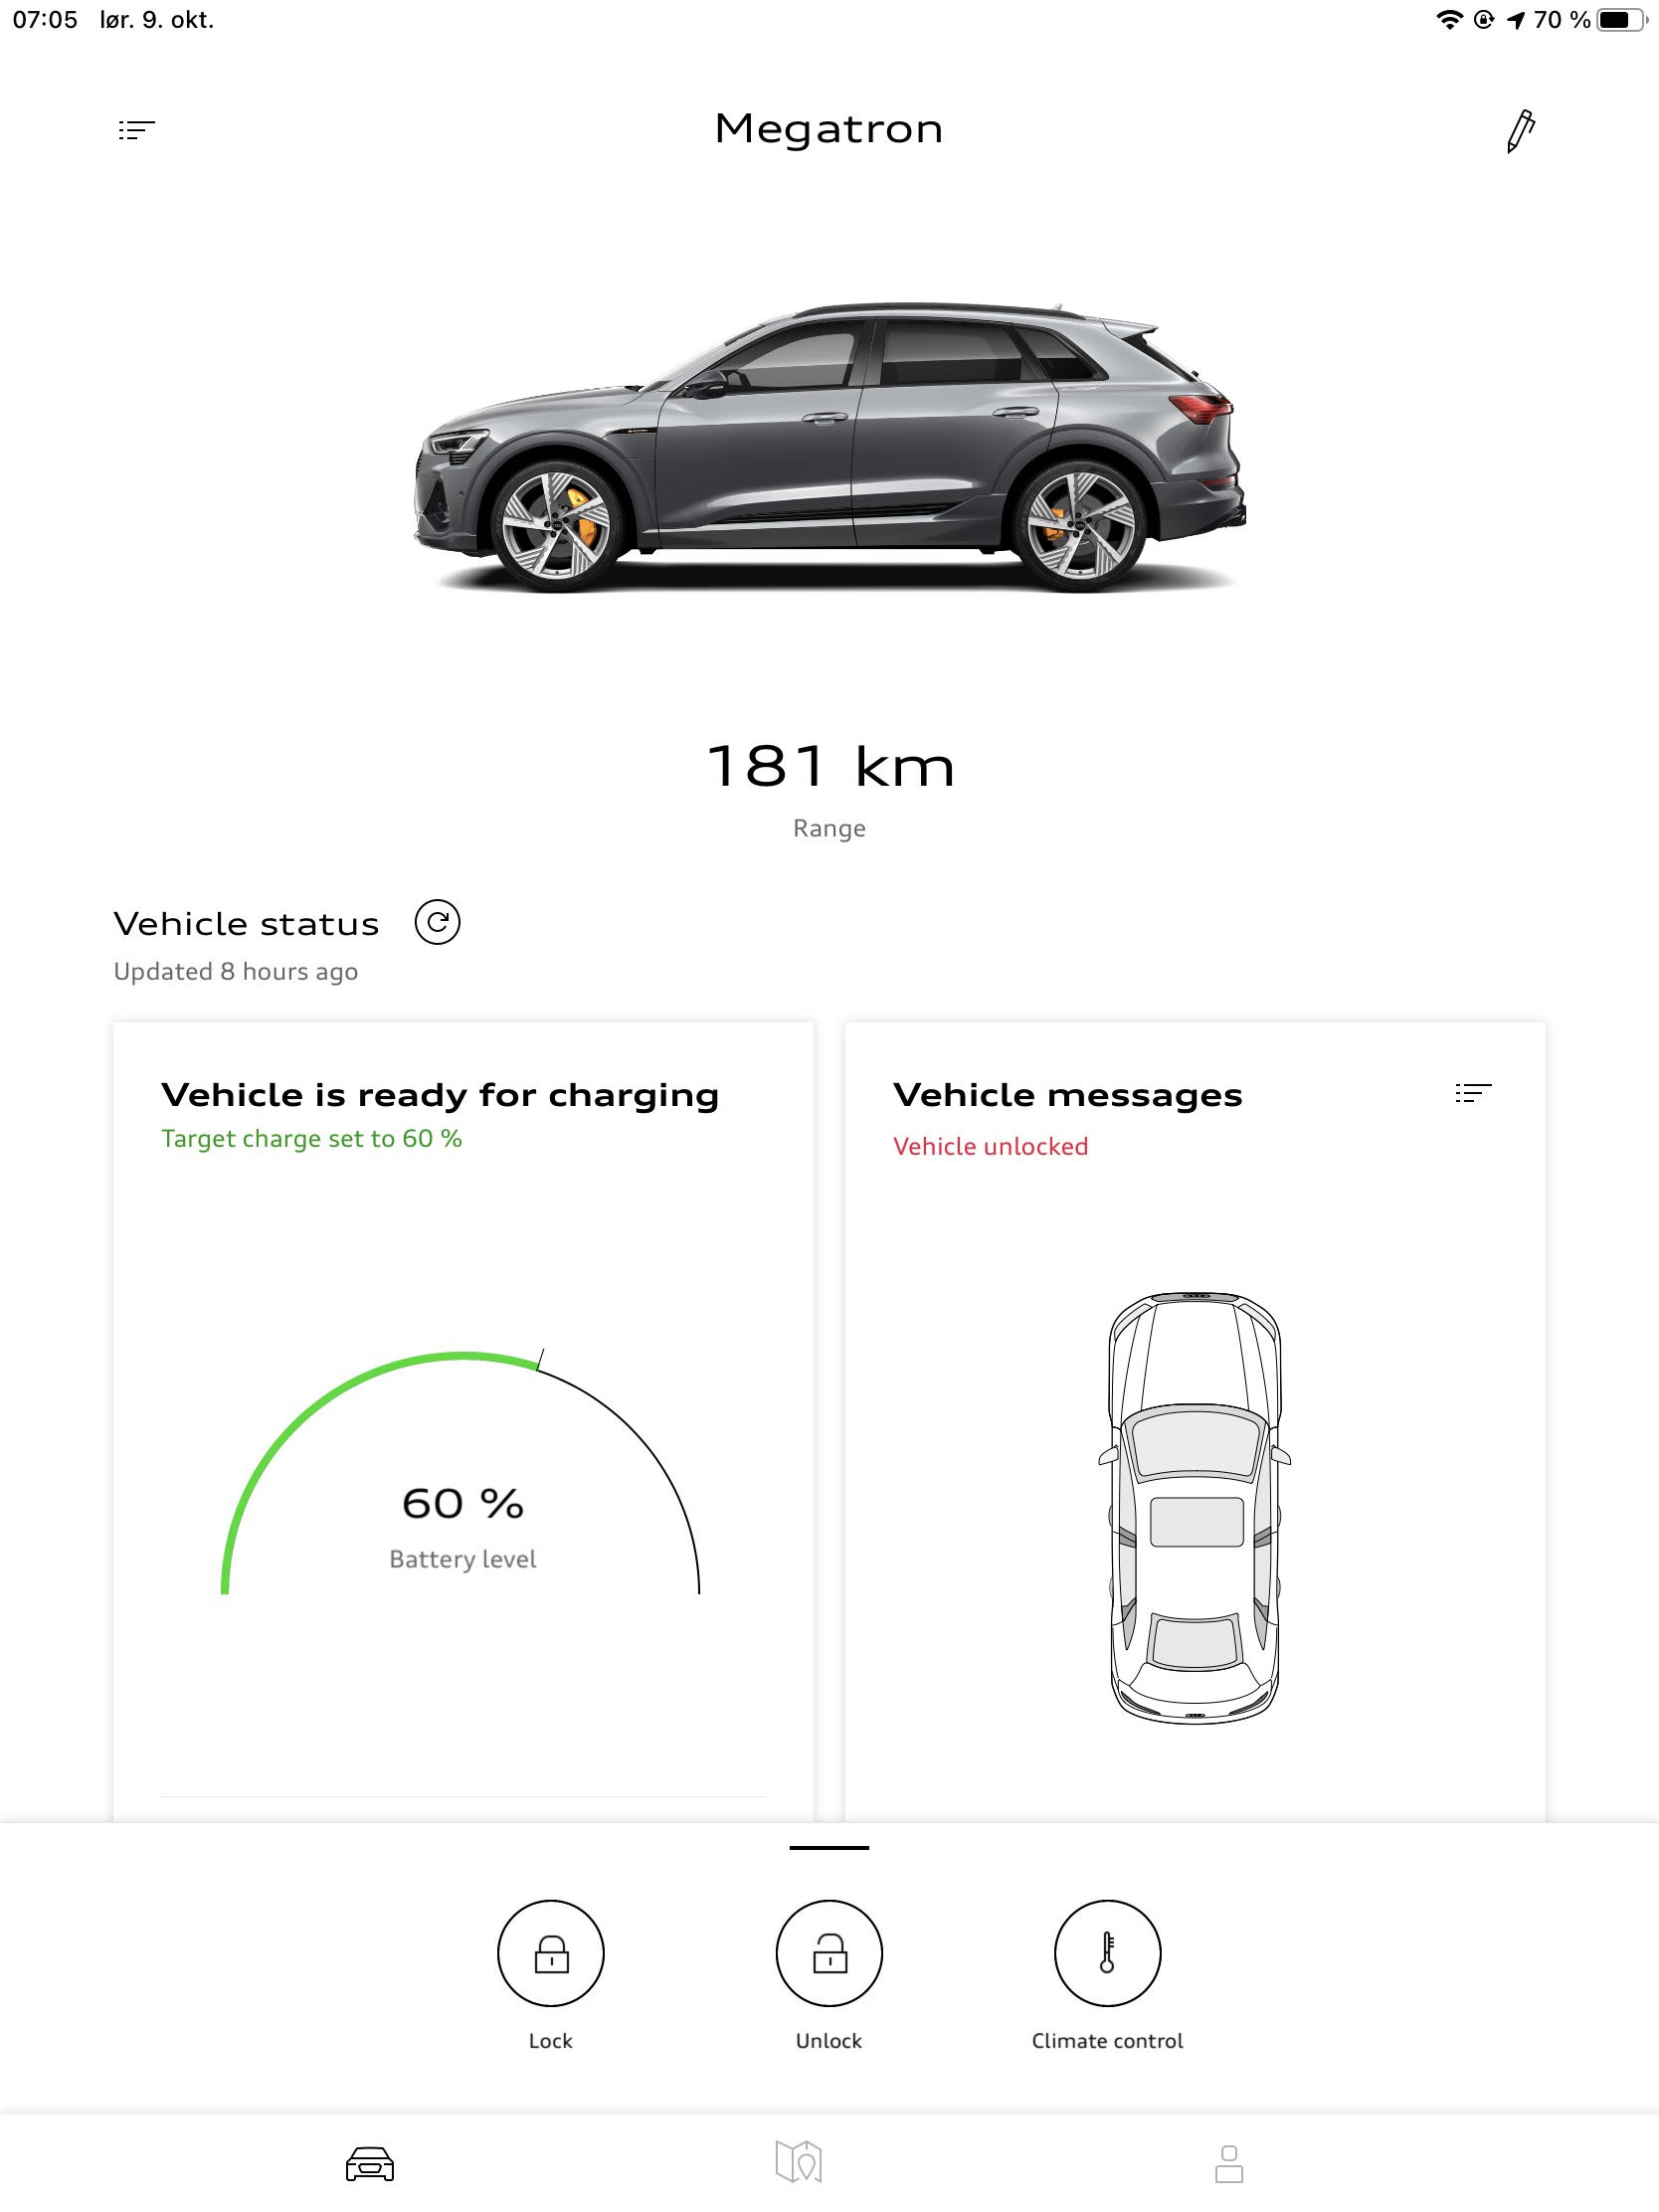 07:05 lør. 9. okt. 70 %
Megatron
181 km
Range
Vehicle status
Updated 8 hours ago
Vehicle is ready for charging
Target charge set to 60 %
60 %
Battery level
Vehicle messages
Vehicle unlocked
Lock
Unlock
Climate control